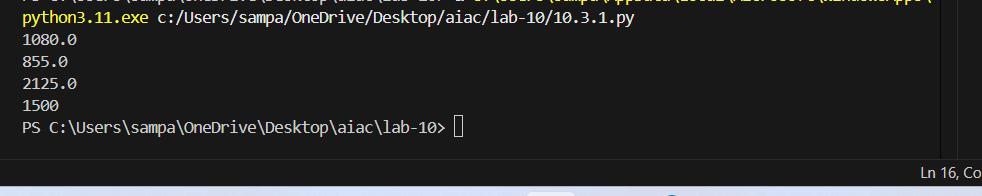 python3.11.exe c:/Users/sampa/OneDrive/Desktop/aiac/lab-10/10.3.1.py
1080.0
855.0
2125.0
1500
PS C:\Users\sampa\OneDrive\Desktop\aiac\lab-10>
Ln 16, Co